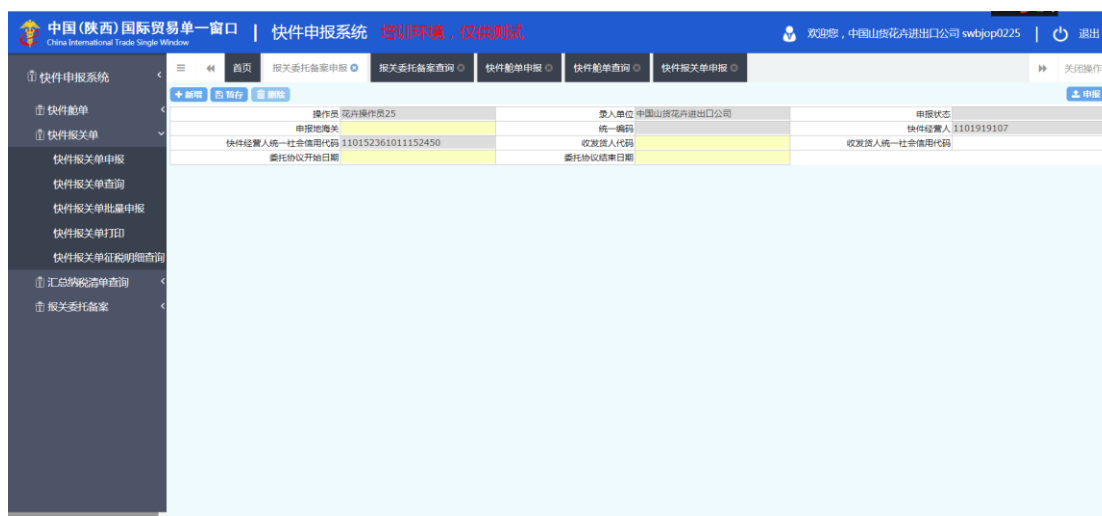 中国(陕西)国际贸易单一窗口 | 快件申报系统 培训环境，仅供测试
China International Trade Single Window
欢迎您，中国山货花卉进出口公司 swbjop0225 | 退出
快件申报系统
首页 报关委托备案申报 报关委托备案查询 快件舱单申报 快件舱单查询 快件报关单申报 关闭操作
新增 暂存 删除 申报
操作员 花卉操作员25 录入单位 中国山货花卉进出口公司 申报状态
申报地海关 统一编码 快件经营人 1101919107
快件经营人统一社会信用代码 110152361011152450 收发货人代码 收发货人统一社会信用代码
委托协议开始日期 委托协议结束日期
快件舱单
快件报关单
快件报关单申报
快件报关单查询
快件报关单批量申报
快件报关单打印
快件报关单征税明细查询
汇总纳税清单查询
报关委托备案